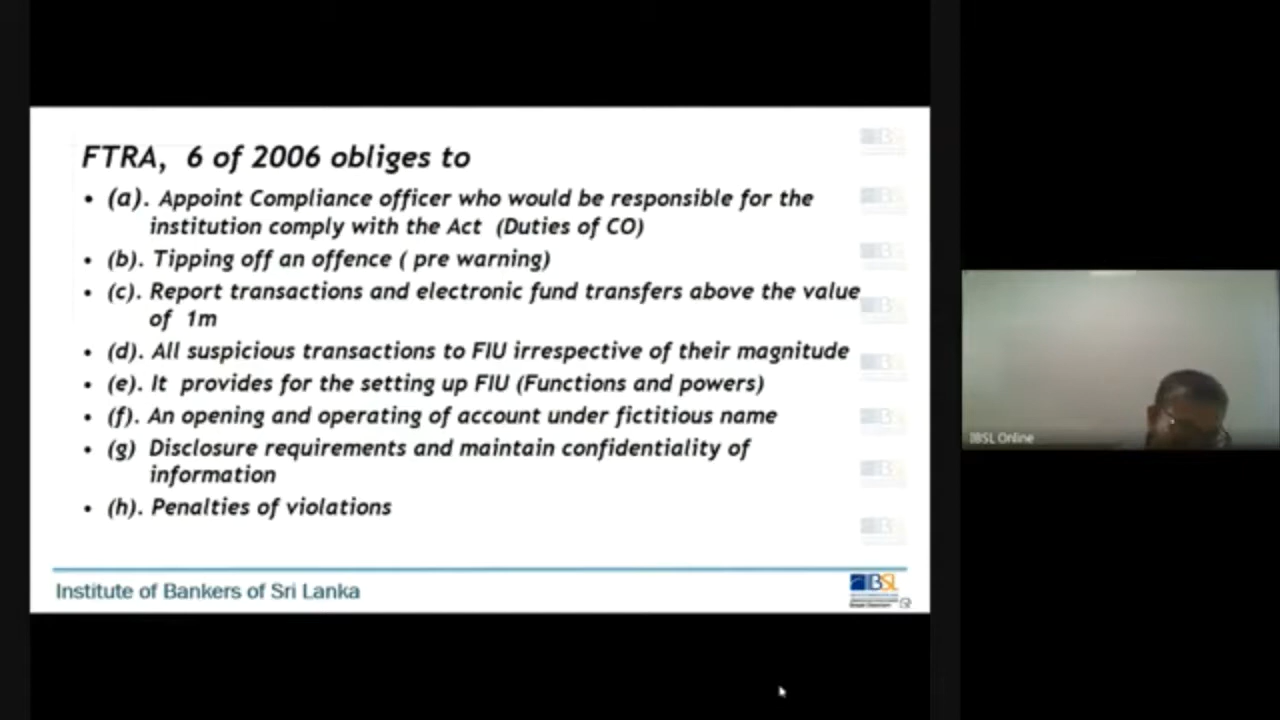 FTRA, 6 of 2006 obliges to
• (a). Appoint Compliance officer who would be responsible for the
institution comply with the Act (Duties of CO)
• (b). Tipping off an offence ( pre warning)
• (c). Report transactions and electronic fund transfers above the value
of 1m
• (d). All suspicious transactions to FIU irrespective of their magnitude
• (e). It provides for the setting up FIU (Functions and powers)
• (f). An opening and operating of account under fictitious name
• (g) Disclosure requirements and maintain confidentiality of
information
• (h). Penalties of violations
Institute of Bankers of Sri Lanka
IBSL
IBSL Online